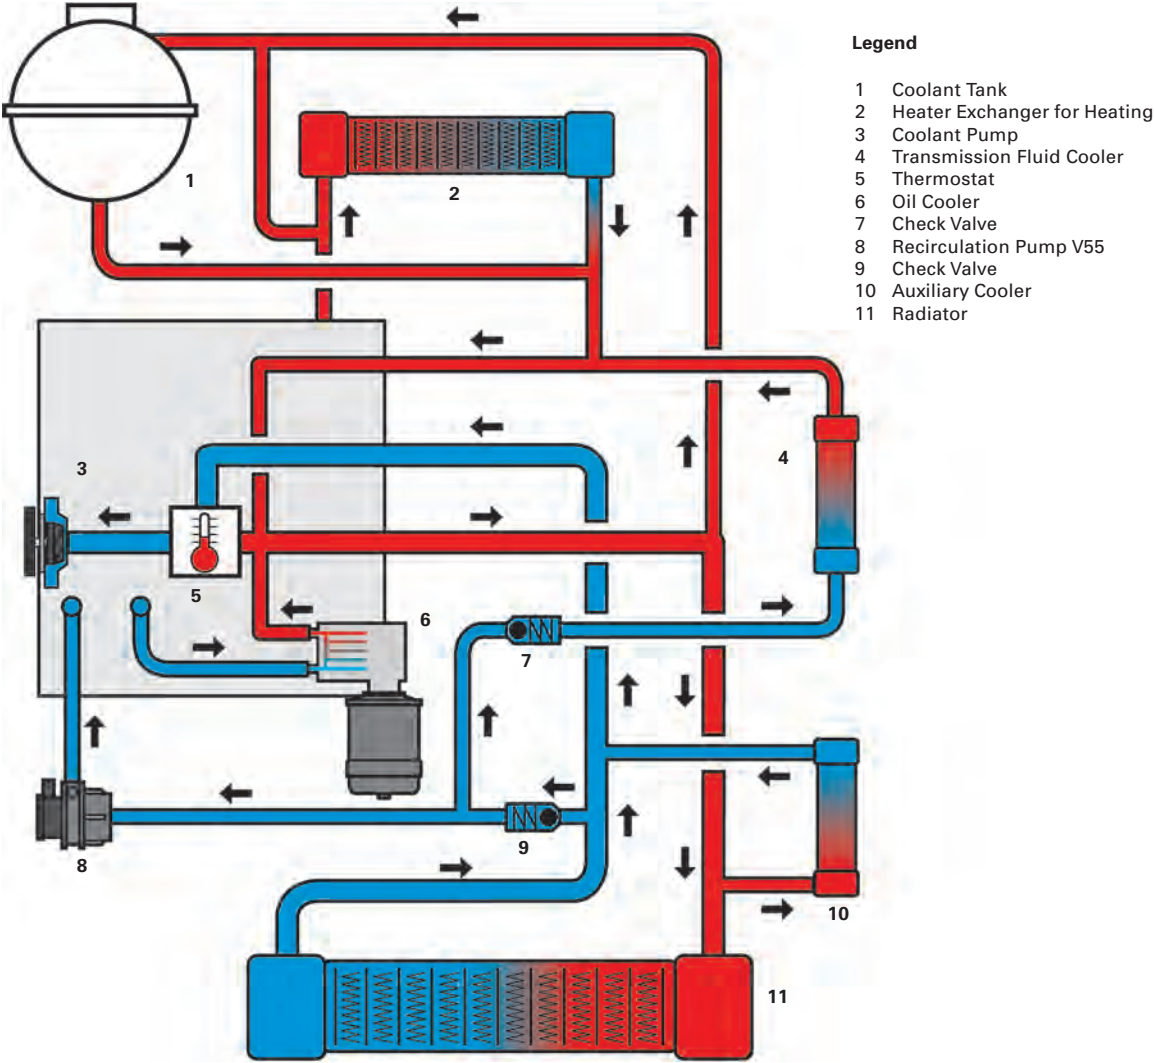 Legend
1 Coolant Tank
2 Heater Exchanger for Heating
3 Coolant Pump
4 Transmission Fluid Cooler
5 Thermostat
6 Oil Cooler
7 Check Valve
8 Recirculation Pump V55
9 Check Valve
10 Auxiliary Cooler
11 Radiator
1
2
3
4
5
6
7
8
9
10
11